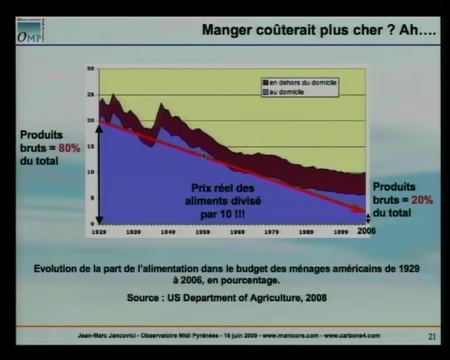 OMP
Manger coûterait plus cher ? Ah....
30
25
20
15
10
5
0
en dehors du domicile
au domicile
Produits
bruts = 80%
du total
Prix réel des
aliments divisé
par 10 !!!
Produits
bruts = 20%
du total
1929 1939 1949 1959 1969 1979 1989 1999 2006
Evolution de la part de l'alimentation dans le budget des ménages américains de 1929
à 2006, en pourcentage.
Source : US Department of Agriculture, 2008
Jean-Marc Jancovici - Observatoire Midi Pyrénées - 16 juin 2009 - www.manicore.com - www.carbone4.com
21